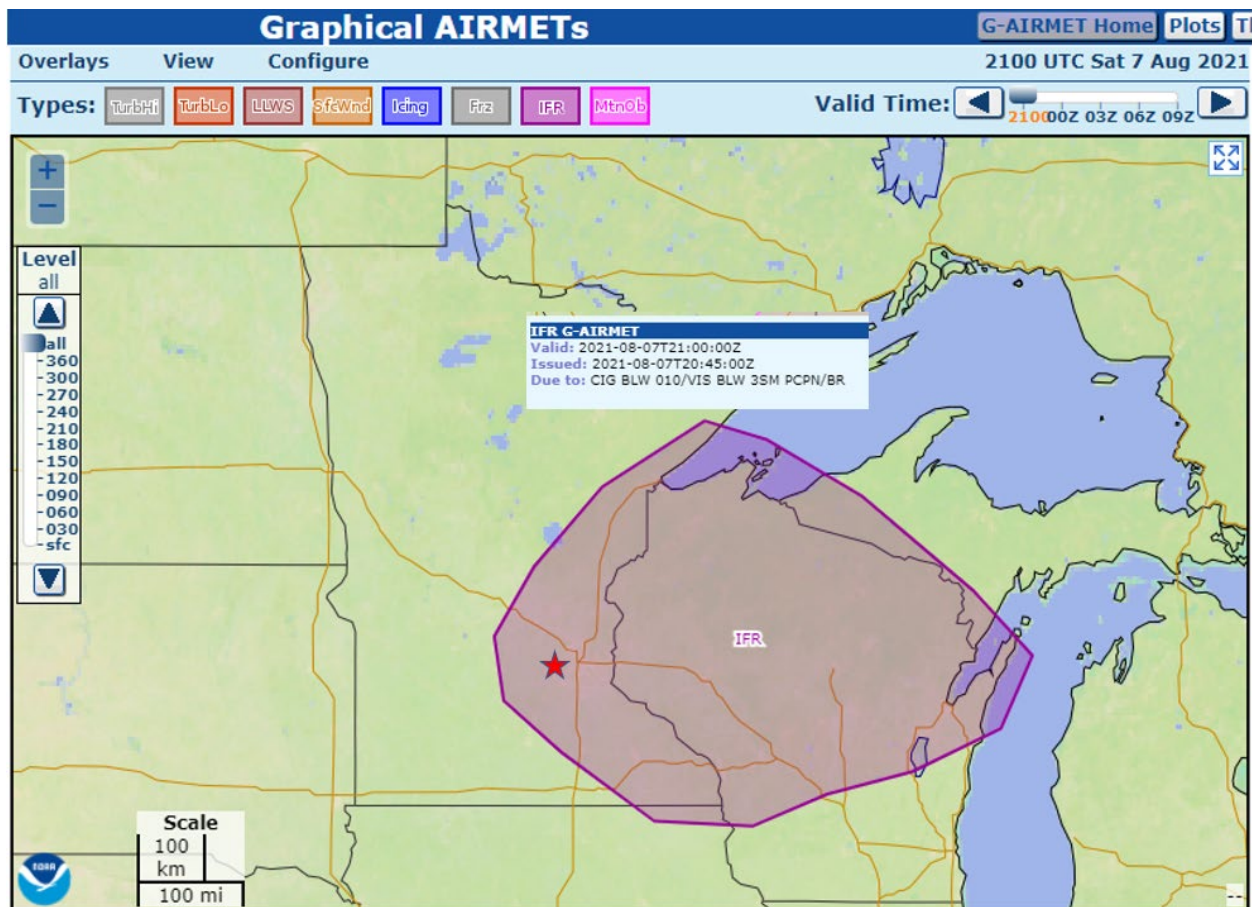 Graphical AIRMETs
G-AIRMET Home Plots
Overlays View Configure 2100 UTC Sat 7 Aug 2021
Types: TurbHi TurbLo LLWS SfcWnd Icing Frz IFR MtnOb Valid Time:
2100 00Z 03Z 06Z 09Z
+
−
Level
all
all
360
300
270
240
210
180
150
120
090
060
030
sfc
IFR G-AIRMET
Valid: 2021-08-07T21:00:00Z
Issued: 2021-08-07T20:45:00Z
Due to: CIG BLW 010/VIS BLW 3SM PCPN/BR
IFR
Scale
100
km
100 mi
NOAA
--